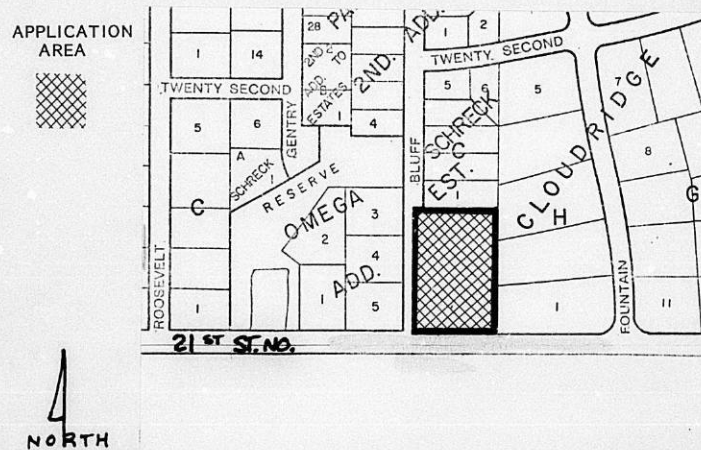 APPLICATION
AREA
1
14
28
PA
2ND
TO
ADD.
ESTATES
1
2ND. ADD.
4
1
2
TWENTY SECOND
TWENTY SECOND
5
6
GENTRY
5
6
5
7
8
G
A
SCHRECK
1
RESERVE
C
OMEGA
ADD.
3
2
4
1
5
1
ROOSEVELT
BLUFF
SCHRECK
EST.
C
1
1
CLOUDRIDGE
H
1
FOUNTAIN
11
21ST ST. NO.
NORTH